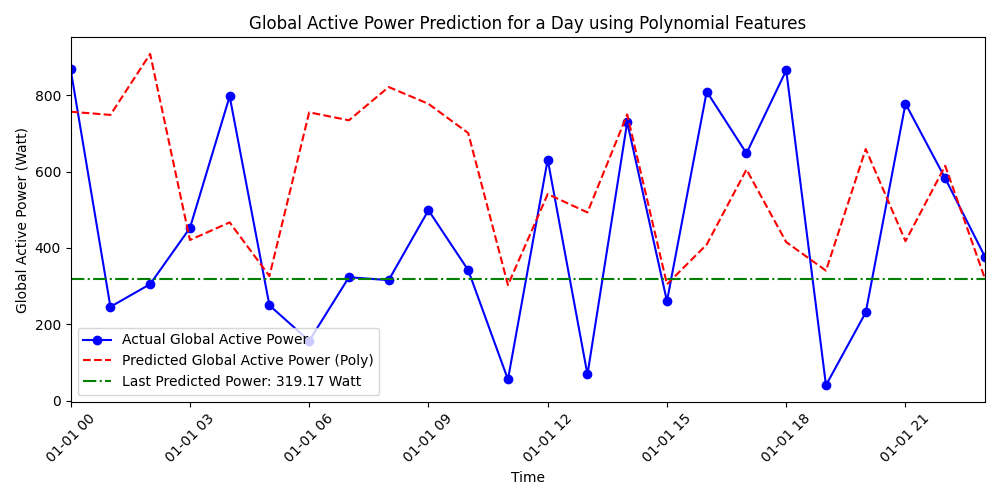 Global Active Power Prediction for a Day using Polynomial Features
Global Active Power (Watt)
800
600
400
200
0
Actual Global Active Power
Predicted Global Active Power (Poly)
Last Predicted Power: 319.17 Watt
01-01 00
01-01 03
01-01 06
01-01 09
01-01 12
01-01 15
01-01 18
01-01 21
Time